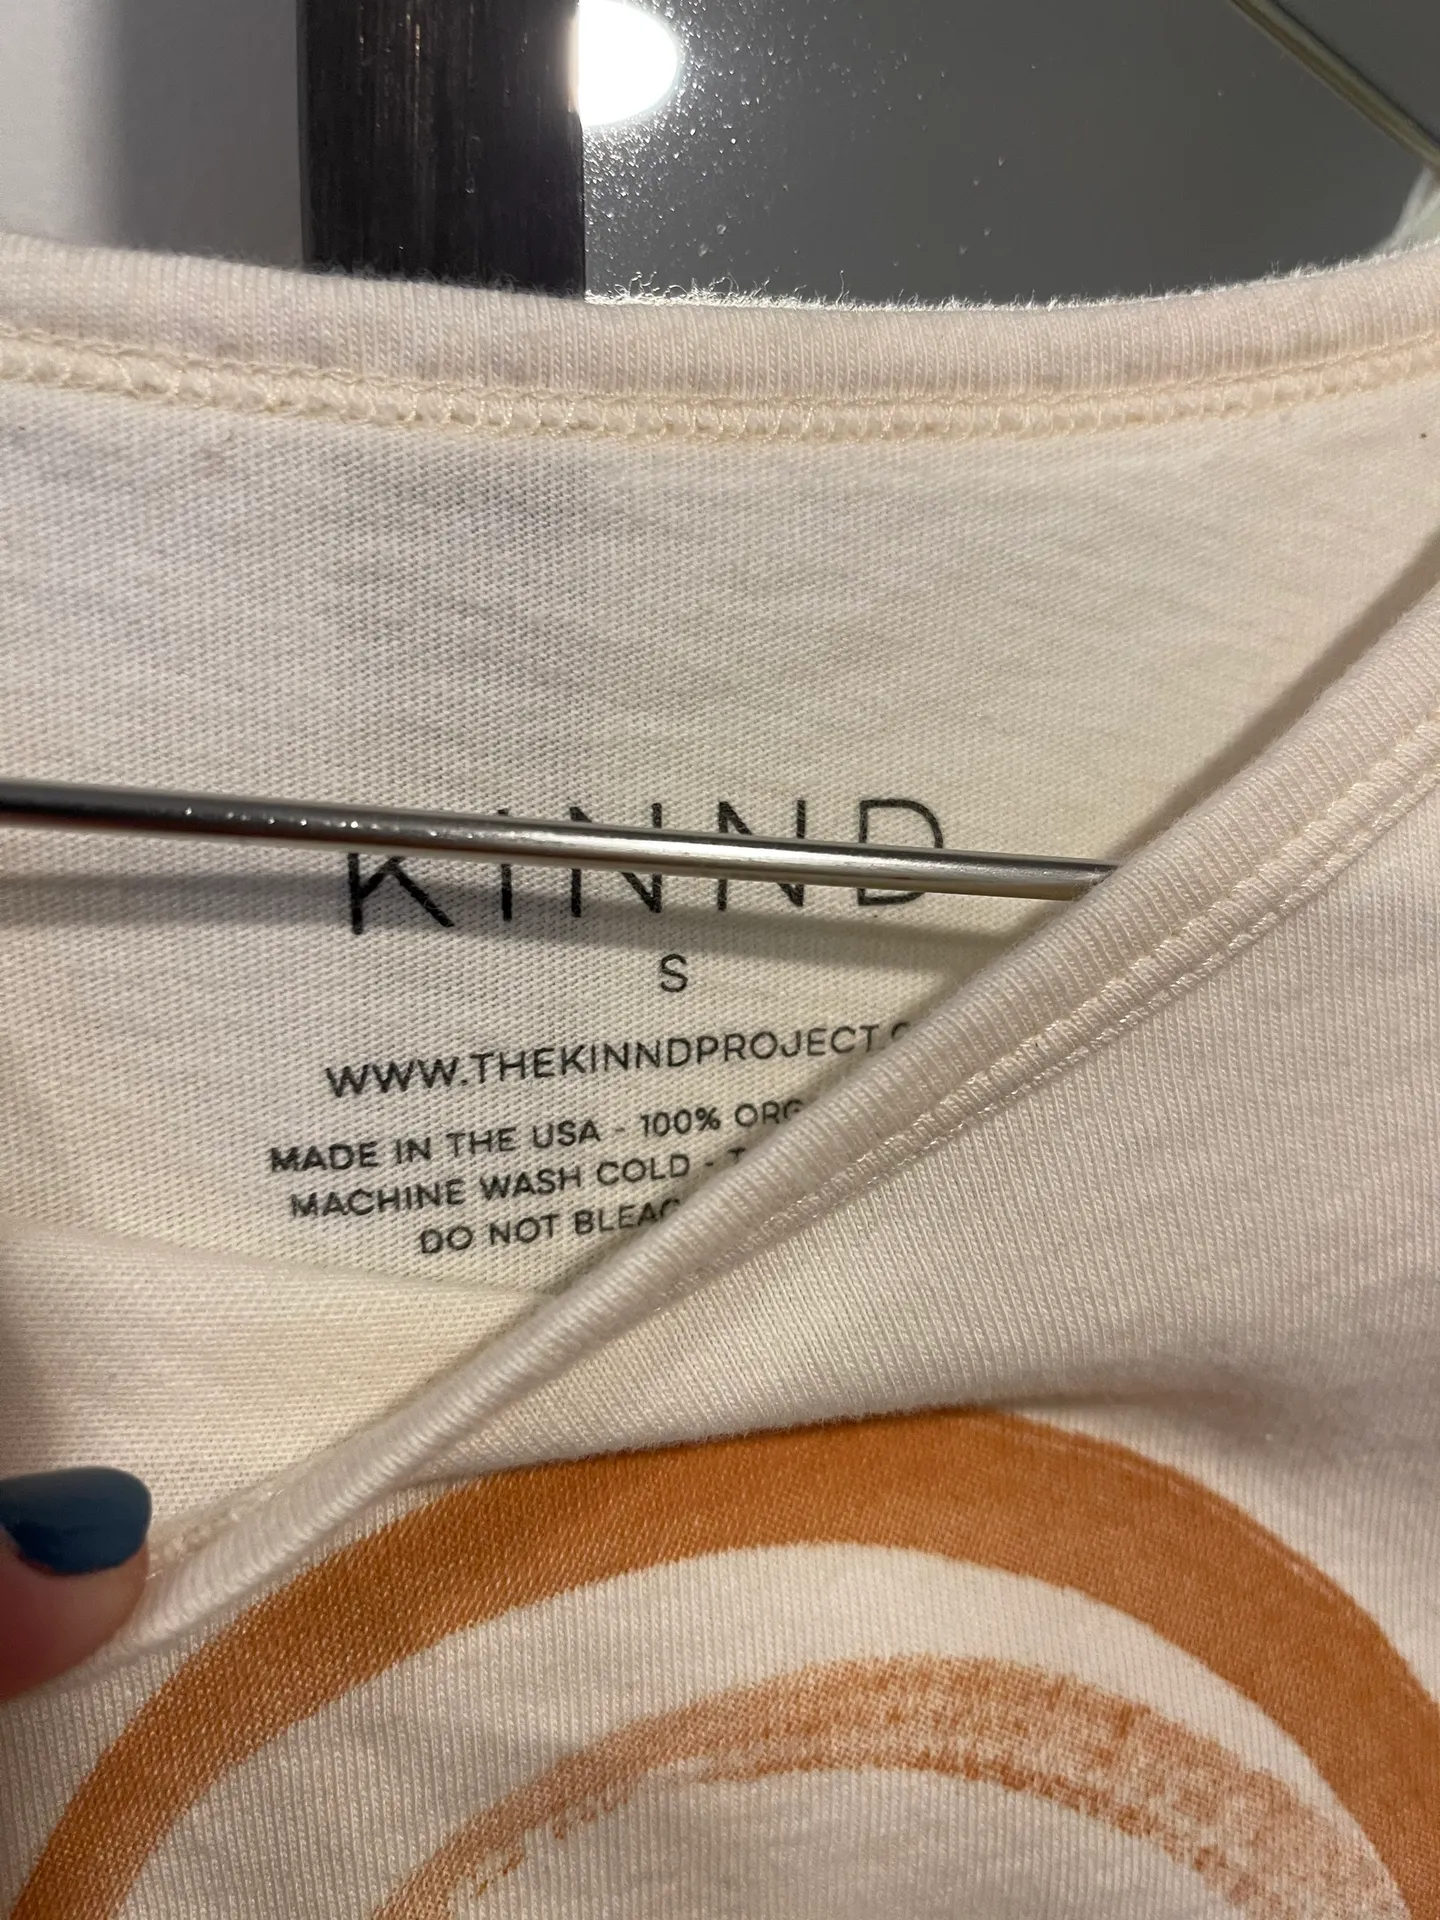 KINND
S
WWW.THEKINNDPROJECT.
MADE IN THE USA - 100%
MACHINE WASH COLD -
DO NOT